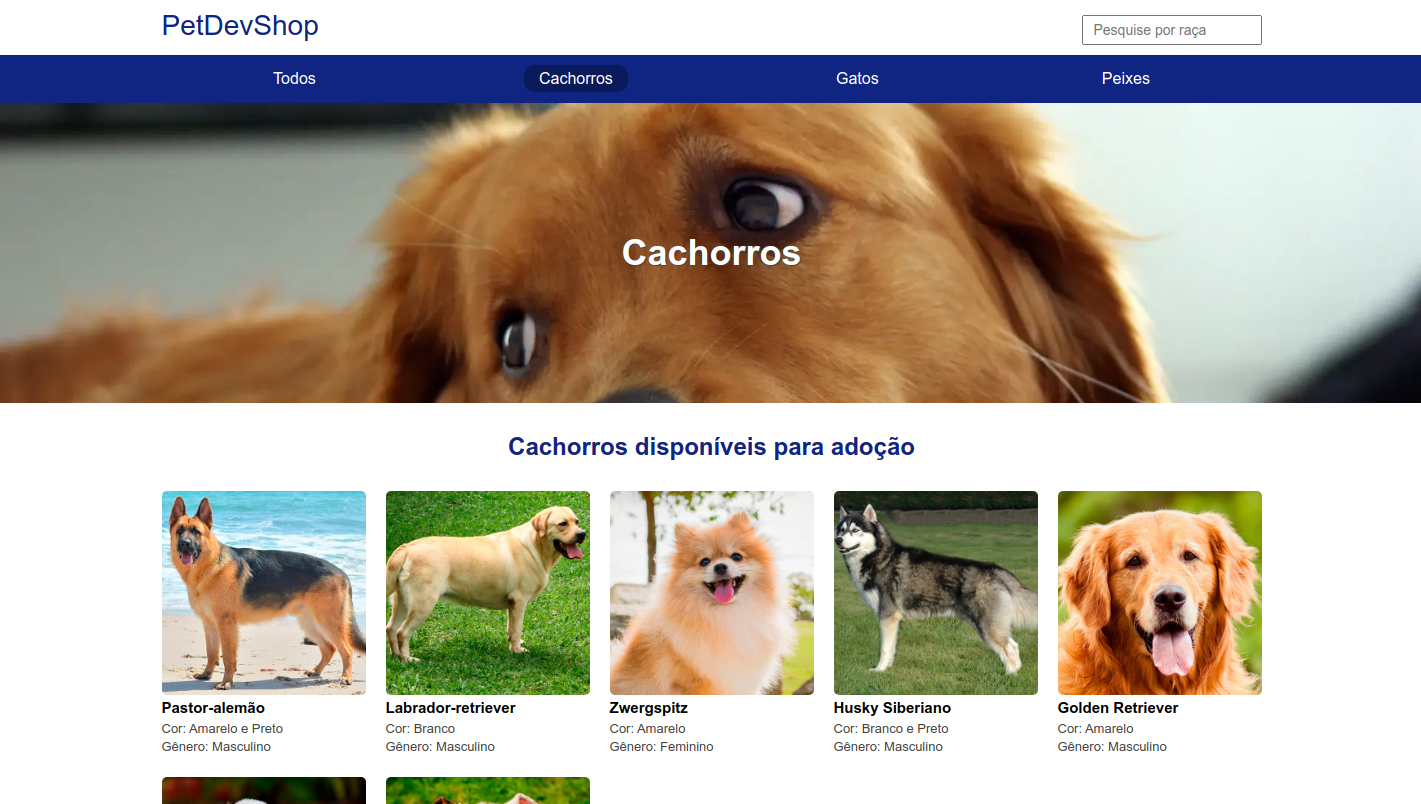 PetDevShop
Pesquise por raça
Todos
Cachorros
Gatos
Peixes
Cachorros
Cachorros disponíveis para adoção
Pastor-alemão
Cor: Amarelo e Preto
Gênero: Masculino
Labrador-retriever
Cor: Branco
Gênero: Masculino
Zwergspitz
Cor: Amarelo
Gênero: Feminino
Husky Siberiano
Cor: Branco e Preto
Gênero: Masculino
Golden Retriever
Cor: Amarelo
Gênero: Masculino